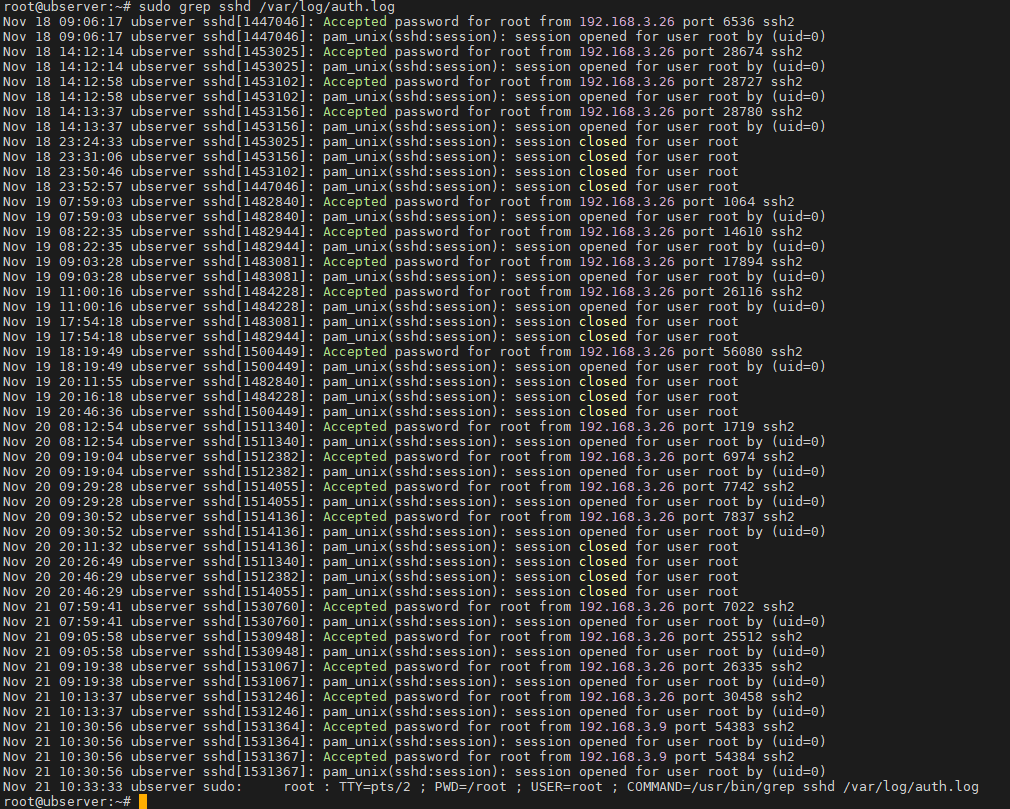 root@ubserver:~# sudo grep sshd /var/log/auth.log
Nov 18 09:06:17 ubserver sshd[1447046]: Accepted password for root from 192.168.3.26 port 6536 ssh2
Nov 18 09:06:17 ubserver sshd[1447046]: pam_unix(sshd:session): session opened for user root by (uid=0)
Nov 18 14:12:14 ubserver sshd[1453025]: Accepted password for root from 192.168.3.26 port 28674 ssh2
Nov 18 14:12:14 ubserver sshd[1453025]: pam_unix(sshd:session): session opened for user root by (uid=0)
Nov 18 14:12:58 ubserver sshd[1453102]: Accepted password for root from 192.168.3.26 port 28727 ssh2
Nov 18 14:12:58 ubserver sshd[1453102]: pam_unix(sshd:session): session opened for user root by (uid=0)
Nov 18 14:13:37 ubserver sshd[1453156]: Accepted password for root from 192.168.3.26 port 28780 ssh2
Nov 18 14:13:37 ubserver sshd[1453156]: pam_unix(sshd:session): session opened for user root by (uid=0)
Nov 18 23:24:33 ubserver sshd[1453025]: pam_unix(sshd:session): session closed for user root
Nov 18 23:31:06 ubserver sshd[1453156]: pam_unix(sshd:session): session closed for user root
Nov 18 23:50:46 ubserver sshd[1453102]: pam_unix(sshd:session): session closed for user root
Nov 18 23:52:57 ubserver sshd[1447046]: pam_unix(sshd:session): session closed for user root
Nov 19 07:59:03 ubserver sshd[1482840]: Accepted password for root from 192.168.3.26 port 1064 ssh2
Nov 19 07:59:03 ubserver sshd[1482840]: pam_unix(sshd:session): session opened for user root by (uid=0)
Nov 19 08:22:35 ubserver sshd[1482944]: Accepted password for root from 192.168.3.26 port 14610 ssh2
Nov 19 08:22:35 ubserver sshd[1482944]: pam_unix(sshd:session): session opened for user root by (uid=0)
Nov 19 09:03:28 ubserver sshd[1483081]: Accepted password for root from 192.168.3.26 port 17894 ssh2
Nov 19 09:03:28 ubserver sshd[1483081]: pam_unix(sshd:session): session opened for user root by (uid=0)
Nov 19 11:00:16 ubserver sshd[1484228]: Accepted password for root from 192.168.3.26 port 26116 ssh2
Nov 19 11:00:16 ubserver sshd[1484228]: pam_unix(sshd:session): session opened for user root by (uid=0)
Nov 19 17:54:18 ubserver sshd[1483081]: pam_unix(sshd:session): session closed for user root
Nov 19 17:54:18 ubserver sshd[1482944]: pam_unix(sshd:session): session closed for user root
Nov 19 18:19:49 ubserver sshd[1500449]: Accepted password for root from 192.168.3.26 port 56080 ssh2
Nov 19 18:19:49 ubserver sshd[1500449]: pam_unix(sshd:session): session opened for user root by (uid=0)
Nov 19 20:11:55 ubserver sshd[1482840]: pam_unix(sshd:session): session closed for user root
Nov 19 20:16:18 ubserver sshd[1484228]: pam_unix(sshd:session): session closed for user root
Nov 19 20:46:36 ubserver sshd[1500449]: pam_unix(sshd:session): session closed for user root
Nov 20 08:12:54 ubserver sshd[1511340]: Accepted password for root from 192.168.3.26 port 1719 ssh2
Nov 20 08:12:54 ubserver sshd[1511340]: pam_unix(sshd:session): session opened for user root by (uid=0)
Nov 20 09:19:04 ubserver sshd[1512382]: Accepted password for root from 192.168.3.26 port 6974 ssh2
Nov 20 09:19:04 ubserver sshd[1512382]: pam_unix(sshd:session): session opened for user root by (uid=0)
Nov 20 09:29:28 ubserver sshd[1514055]: Accepted password for root from 192.168.3.26 port 7742 ssh2
Nov 20 09:29:28 ubserver sshd[1514055]: pam_unix(sshd:session): session opened for user root by (uid=0)
Nov 20 09:30:52 ubserver sshd[1514136]: Accepted password for root from 192.168.3.26 port 7837 ssh2
Nov 20 09:30:52 ubserver sshd[1514136]: pam_unix(sshd:session): session opened for user root by (uid=0)
Nov 20 20:11:32 ubserver sshd[1514136]: pam_unix(sshd:session): session closed for user root
Nov 20 20:26:49 ubserver sshd[1511340]: pam_unix(sshd:session): session closed for user root
Nov 20 20:46:29 ubserver sshd[1512382]: pam_unix(sshd:session): session closed for user root
Nov 20 20:46:29 ubserver sshd[1514055]: pam_unix(sshd:session): session closed for user root
Nov 21 07:59:41 ubserver sshd[1530760]: Accepted password for root from 192.168.3.26 port 7022 ssh2
Nov 21 07:59:41 ubserver sshd[1530760]: pam_unix(sshd:session): session opened for user root by (uid=0)
Nov 21 09:05:58 ubserver sshd[1530948]: Accepted password for root from 192.168.3.26 port 25512 ssh2
Nov 21 09:05:58 ubserver sshd[1530948]: pam_unix(sshd:session): session opened for user root by (uid=0)
Nov 21 09:19:38 ubserver sshd[1531067]: Accepted password for root from 192.168.3.26 port 26335 ssh2
Nov 21 09:19:38 ubserver sshd[1531067]: pam_unix(sshd:session): session opened for user root by (uid=0)
Nov 21 10:13:37 ubserver sshd[1531246]: Accepted password for root from 192.168.3.26 port 30458 ssh2
Nov 21 10:13:37 ubserver sshd[1531246]: pam_unix(sshd:session): session opened for user root by (uid=0)
Nov 21 10:30:56 ubserver sshd[1531364]: Accepted password for root from 192.168.3.9 port 54383 ssh2
Nov 21 10:30:56 ubserver sshd[1531364]: pam_unix(sshd:session): session opened for user root by (uid=0)
Nov 21 10:30:56 ubserver sshd[1531367]: Accepted password for root from 192.168.3.9 port 54384 ssh2
Nov 21 10:30:56 ubserver sshd[1531367]: pam_unix(sshd:session): session opened for user root by (uid=0)
Nov 21 10:33:33 ubserver sudo:     root : TTY=pts/2 ; PWD=/root ; USER=root ; COMMAND=/usr/bin/grep sshd /var/log/auth.log
root@ubserver:~#